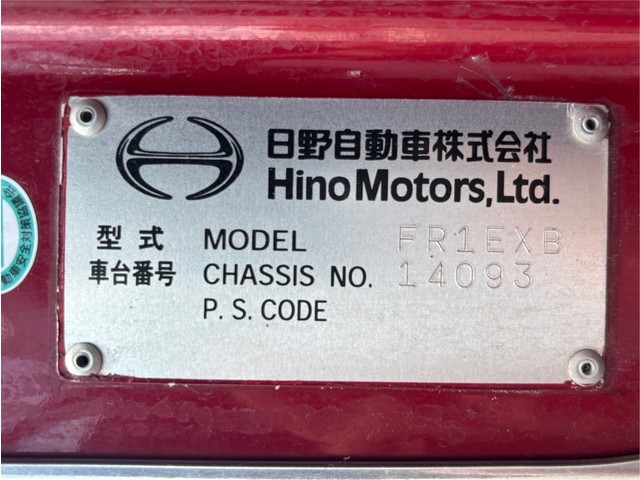 日野自動車株式会社
Hino Motors, Ltd.
型式 MODEL FR1EXB
車台番号 CHASSIS NO. 14093
P. S. CODE